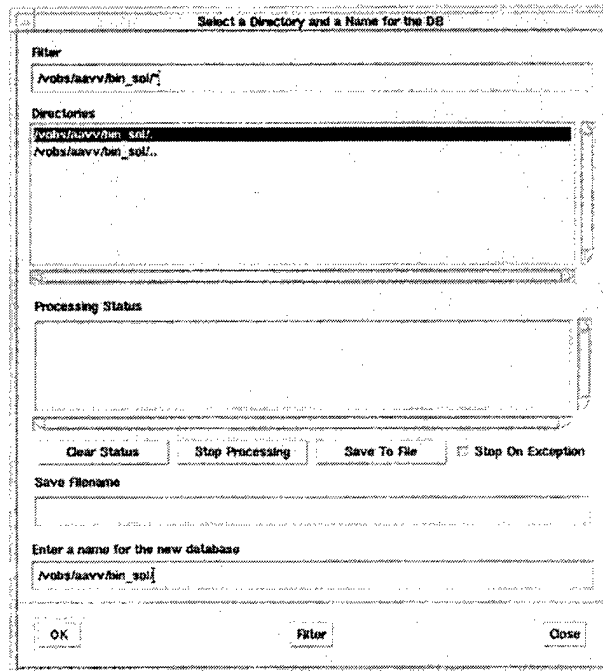 Select a Directory and a Name for the DB
Filter
/vobs/aavv/bin_sol/*
Directories
/vobs/aavv/bin_sol/.
/vobs/aavv/bin_sol/..
Processing Status
Clear Status Stop Processing Save To File Stop On Exception
Save Filename
Enter a name for the new database
/vobs/aavv/bin_sol/
OK Filter Close